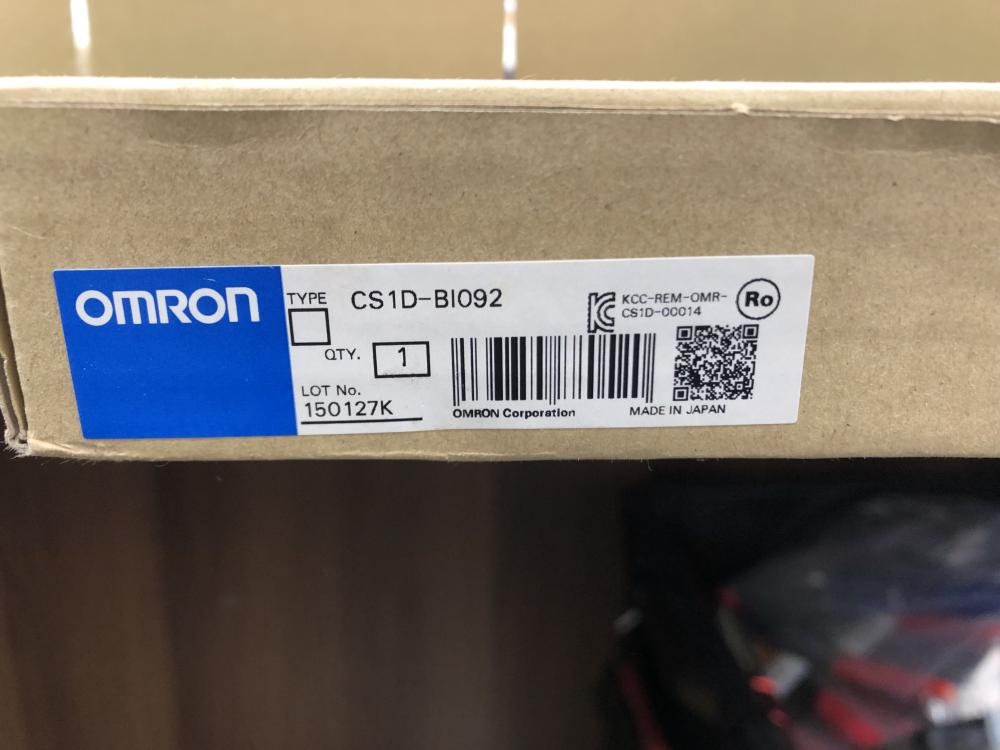 OMRON
TYPE CS1D-BI092
KCC-REM-OMR-
CS1D-00014
Ro
QTY. 1
LOT No.
150127K
OMRON Corporation
MADE IN JAPAN